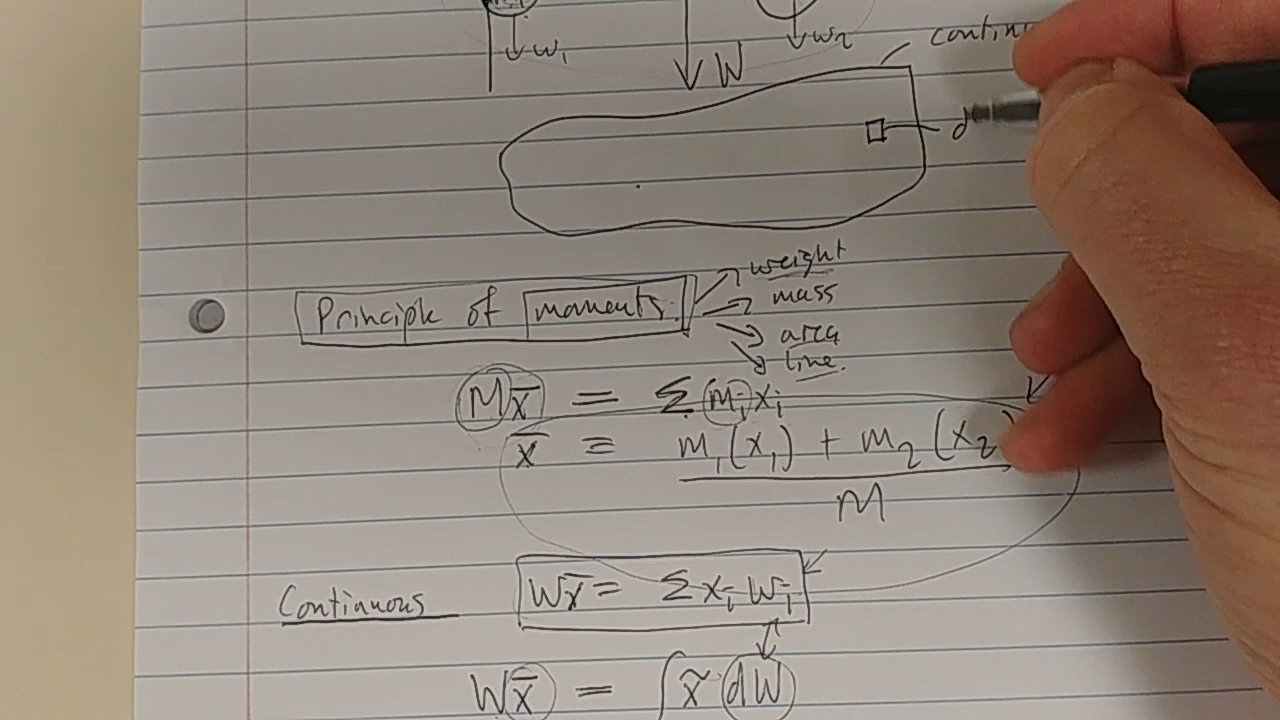 w₁ W w₂
continu
d
Principle of moments.
weight
mass
area
line.
Mx̅ = Σ mᵢxᵢ
x̅ = m₁(x₁) + m₂(x₂)
M
Continuous Wx̅ = Σ xᵢ wᵢ
Wx̅ = ∫ x̃ dW